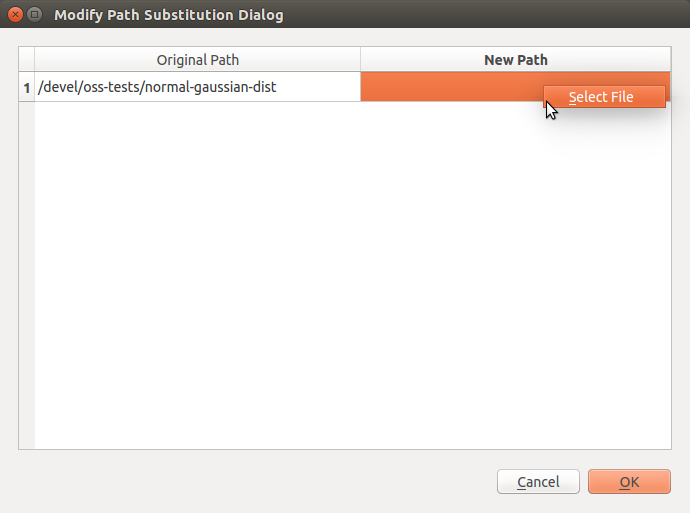 Modify Path Substitution Dialog
Original Path New Path
1 /devel/oss-tests/normal-gaussian-dist
Select File
Cancel OK